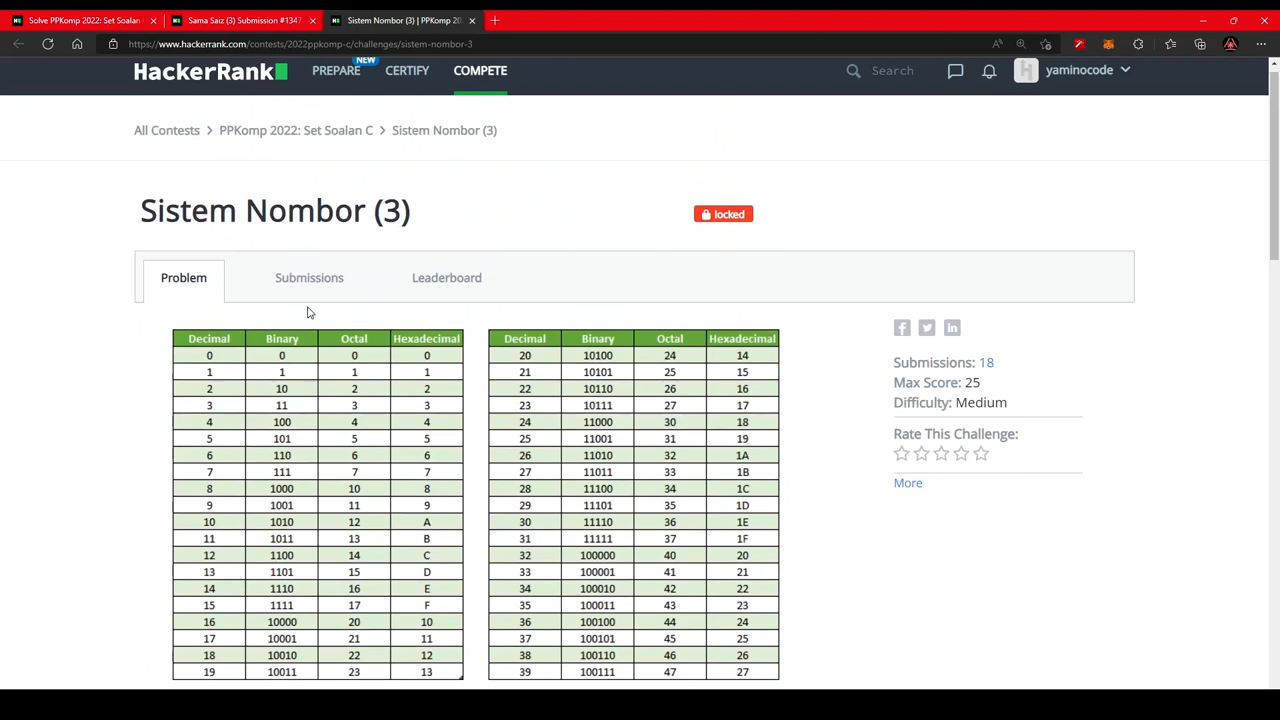 Solve PPKomp 2022: Set Soalan
Sama Saiz (3) Submission #1347
Sistem Nombor (3) | PPKomp 20
https://www.hackerrank.com/contests/2022ppkomp-c/challenges/sistem-nombor-3
HackerRank
PREPARE
NEW
CERTIFY
COMPETE
Search
yaminocode
All Contests > PPKomp 2022: Set Soalan C > Sistem Nombor (3)
Sistem Nombor (3)
locked
Problem
Submissions
Leaderboard
Decimal Binary Octal Hexadecimal
0 0 0 0
1 1 1 1
2 10 2 2
3 11 3 3
4 100 4 4
5 101 5 5
6 110 6 6
7 111 7 7
8 1000 10 8
9 1001 11 9
10 1010 12 A
11 1011 13 B
12 1100 14 C
13 1101 15 D
14 1110 16 E
15 1111 17 F
16 10000 20 10
17 10001 21 11
18 10010 22 12
19 10011 23 13
Decimal Binary Octal Hexadecimal
20 10100 24 14
21 10101 25 15
22 10110 26 16
23 10111 27 17
24 11000 30 18
25 11001 31 19
26 11010 32 1A
27 11011 33 1B
28 11100 34 1C
29 11101 35 1D
30 11110 36 1E
31 11111 37 1F
32 100000 40 20
33 100001 41 21
34 100010 42 22
35 100011 43 23
36 100100 44 24
37 100101 45 25
38 100110 46 26
39 100111 47 27
Submissions: 18
Max Score: 25
Difficulty: Medium
Rate This Challenge:
More